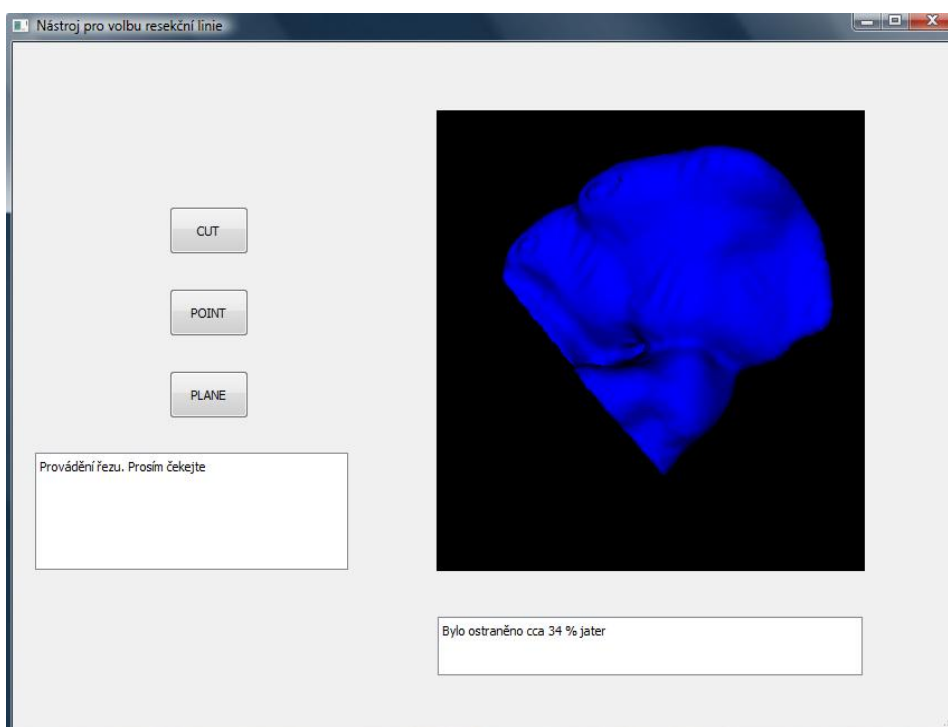 Nástroj pro volbu resekční linie
CUT
POINT
PLANE
Provádění řezu. Prosím čekejte
Bylo ostraněno cca 34 % jater